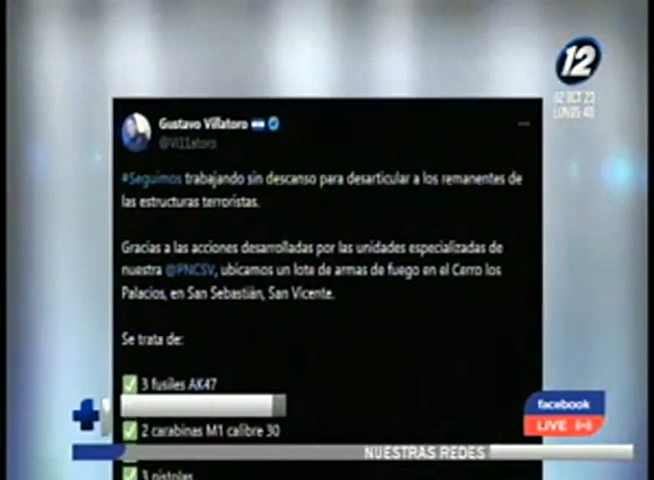 12
02 OCT 23
Gustavo Villatoro
@Vi11atoro
#Seguimos trabajando sin descanso para desarticular a los remanentes de
las estructuras terroristas.
Gracias a las acciones desarrolladas por las unidades especializadas de
nuestra @PNCSV, ubicamos un lote de armas de fuego en el Cerro los
Palacios, en San Sebastián, San Vicente.
Se trata de:
3 fusiles AK47
2 carabinas M1 calibre 30
3 pistolas
facebook
LIVE
NUESTRAS REDES